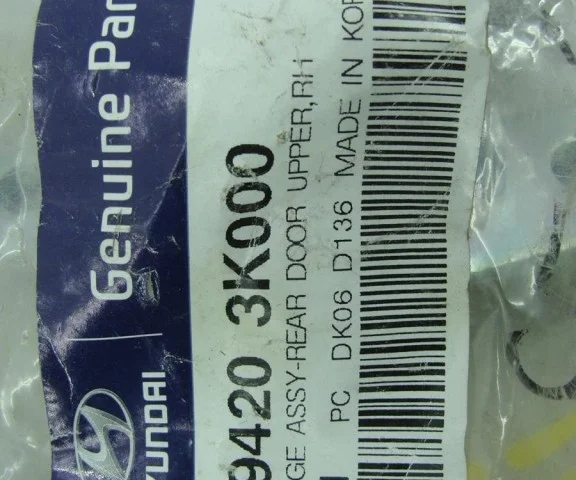 HYUNDAI | Genuine Par
9420 3K000
GE ASSY-REAR DOOR UPPER,RH
PC DK06 D136 MADE IN KOR